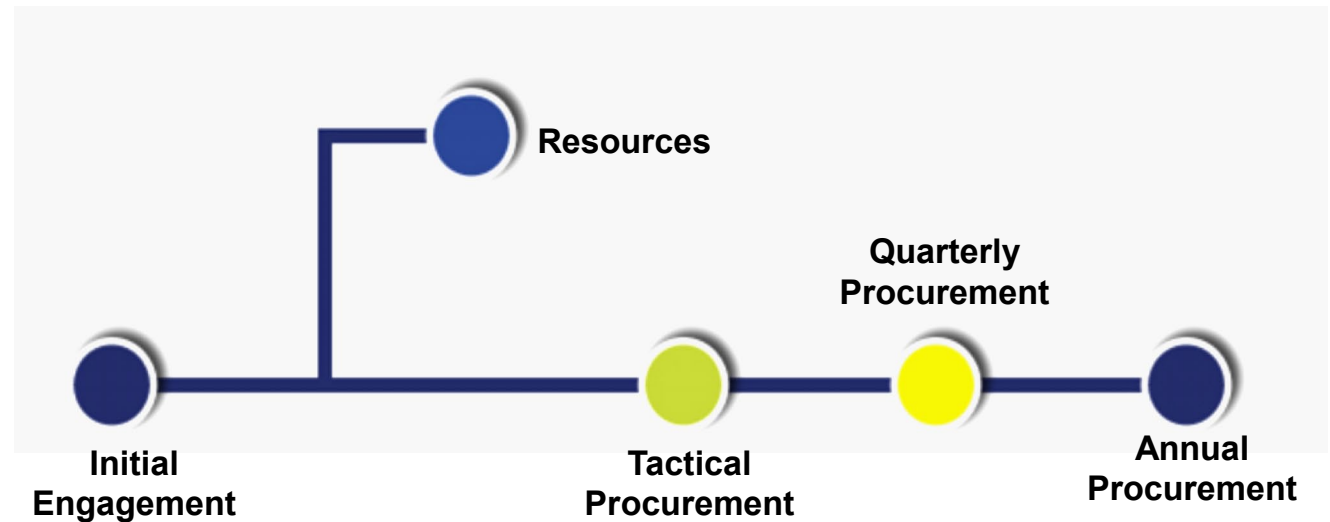 Resources
Quarterly
Procurement
Initial
Engagement
Tactical
Procurement
Annual
Procurement